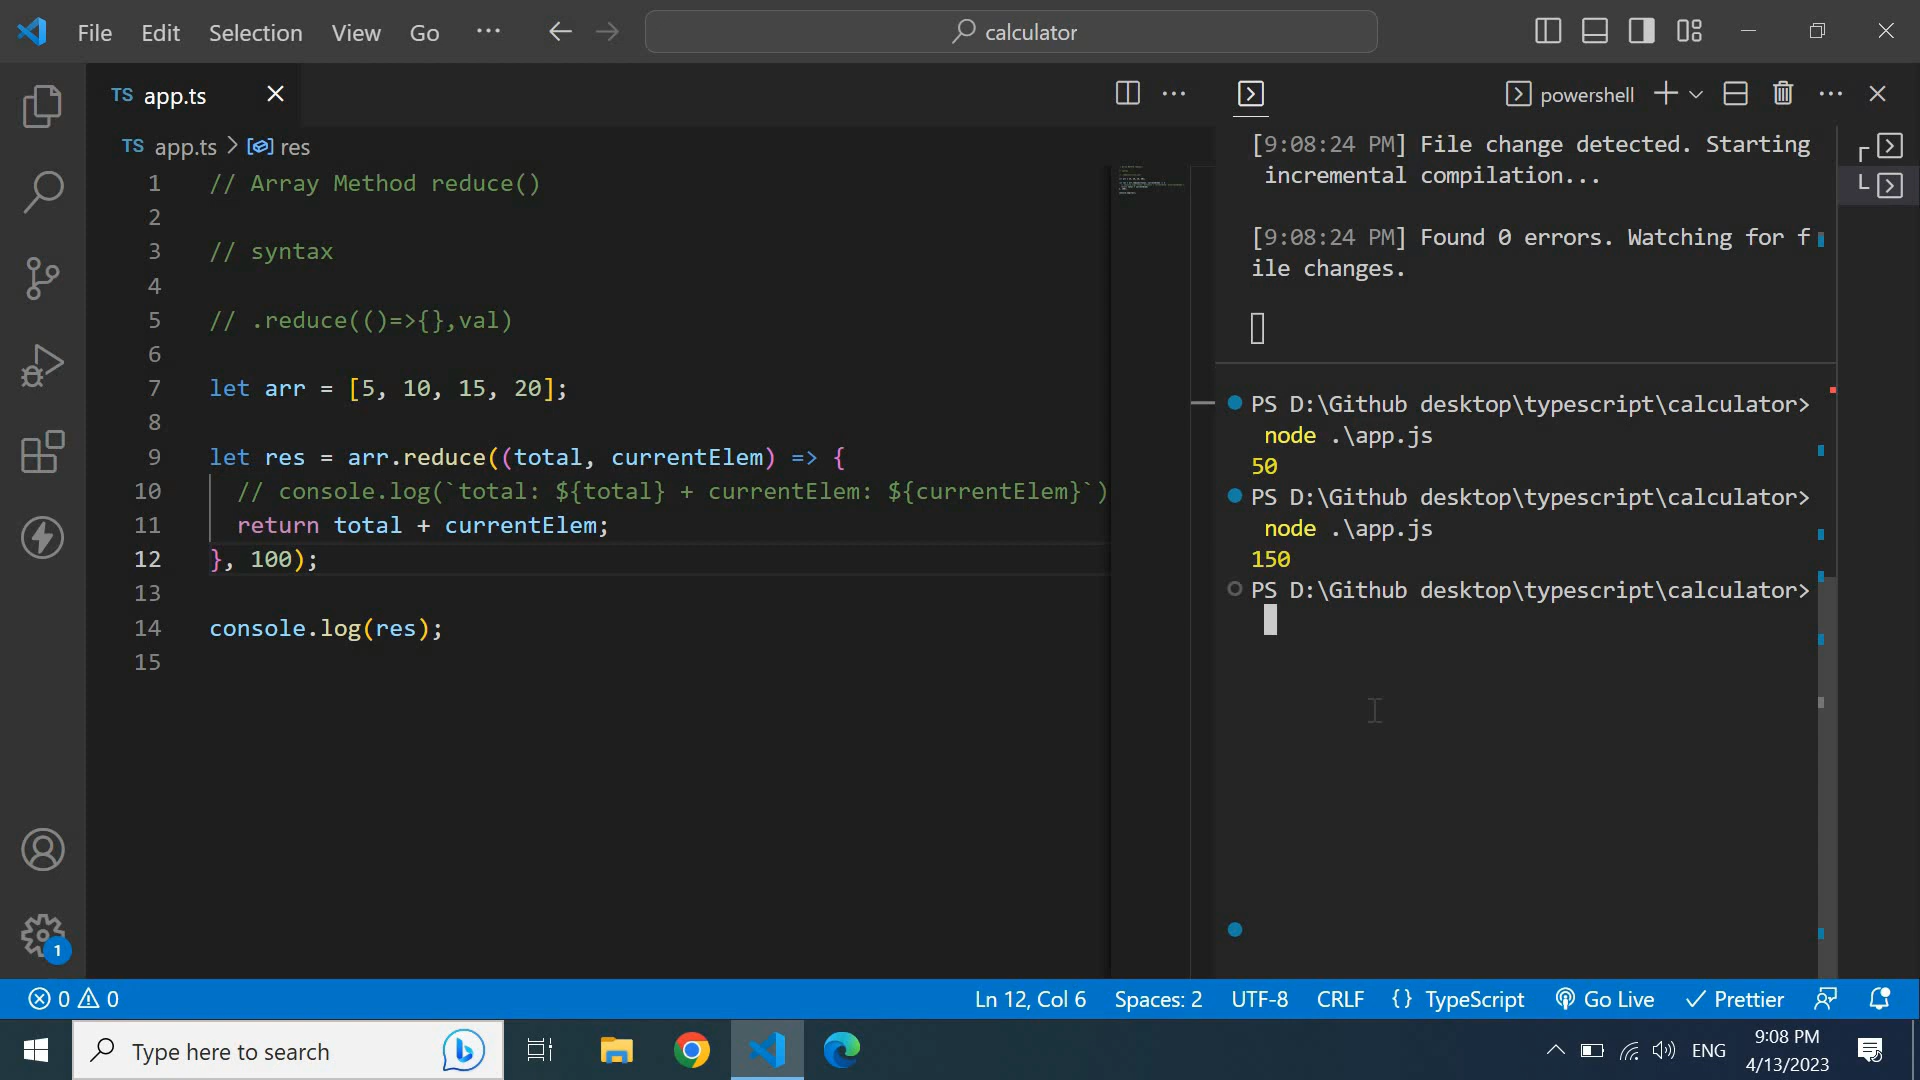 File Edit Selection View Go ··· calculator
TS app.ts
TS app.ts > res
1 // Array Method reduce()
2
3 // syntax
4
5 // .reduce(()=>{},val)
6
7 let arr = [5, 10, 15, 20];
8
9 let res = arr.reduce((total, currentElem) => {
10 // console.log(`total: ${total} + currentElem: ${currentElem}`)
11 return total + currentElem;
12 }, 100);
13
14 console.log(res);
15
powershell
[9:08:24 PM] File change detected. Starting
incremental compilation...
[9:08:24 PM] Found 0 errors. Watching for f
ile changes.
PS D:\Github desktop\typescript\calculator>
node .\app.js
50
PS D:\Github desktop\typescript\calculator>
node .\app.js
150
PS D:\Github desktop\typescript\calculator>
1
0 0 Ln 12, Col 6 Spaces: 2 UTF-8 CRLF {} TypeScript Go Live Prettier
Type here to search
ENG
9:08 PM
4/13/2023